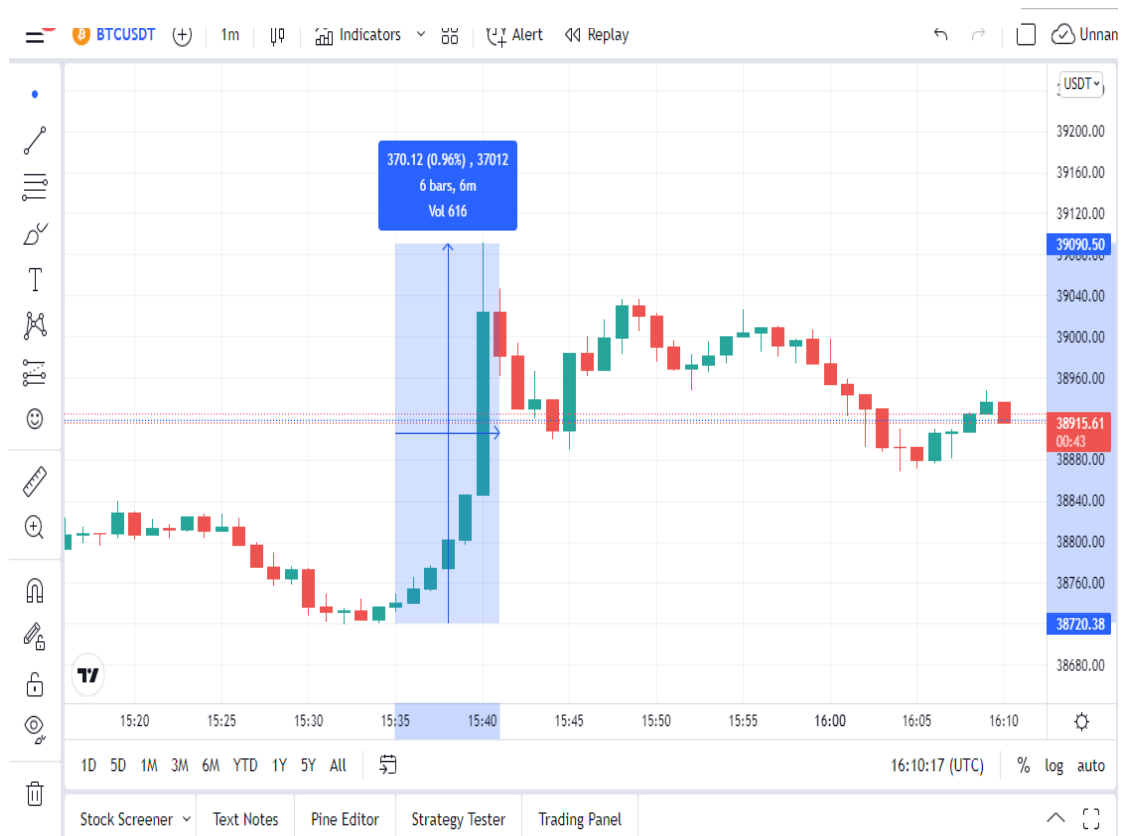 BTCUSDT 1m Indicators Alert Replay Unnan
USDT
39200.00
39160.00
370.12 (0.96%) , 37012
6 bars, 6m
Vol 616
39120.00
39090.50
39080.00
39040.00
39000.00
38960.00
38915.61
00:43
38880.00
38840.00
38800.00
38760.00
38720.38
38680.00
15:20 15:25 15:30 15:35 15:40 15:45 15:50 15:55 16:00 16:05 16:10
1D 5D 1M 3M 6M YTD 1Y 5Y All 16:10:17 (UTC) % log auto
Stock Screener Text Notes Pine Editor Strategy Tester Trading Panel